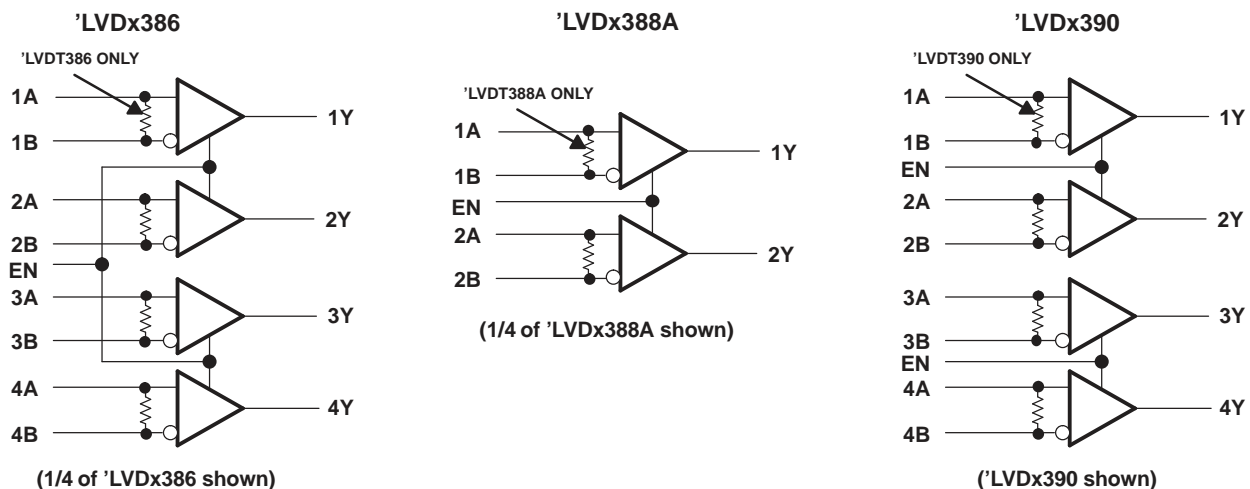 'LVDx386
'LVDT386 ONLY
1A
1B
1Y
2A
2B
2Y
EN
3A
3B
3Y
4A
4B
4Y
(1/4 of 'LVDx386 shown)
'LVDx388A
'LVDT388A ONLY
1A
1B
1Y
EN
2A
2B
2Y
(1/4 of 'LVDx388A shown)
'LVDx390
'LVDT390 ONLY
1A
1B
1Y
EN
2A
2B
2Y
3A
3B
3Y
EN
4A
4B
4Y
('LVDx390 shown)